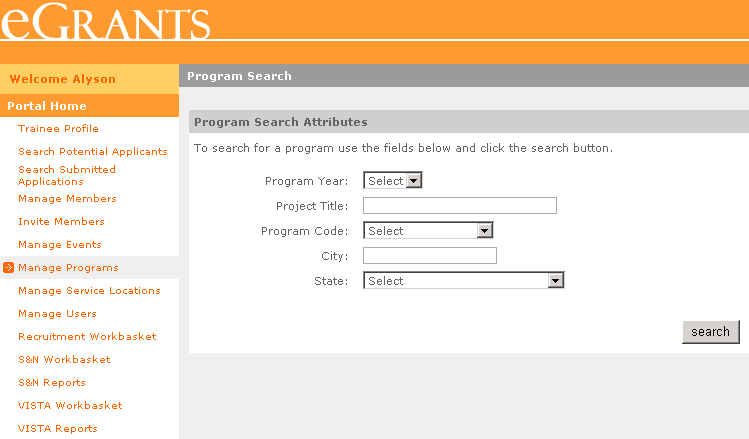 eGRANTS
Welcome Alyson
Portal Home
Trainee Profile
Search Potential Applicants
Search Submitted
Applications
Manage Members
Invite Members
Manage Events
Manage Programs
Manage Service Locations
Manage Users
Recruitment Workbasket
S&N Workbasket
S&N Reports
VISTA Workbasket
VISTA Reports
Program Search
Program Search Attributes
To search for a program use the fields below and click the search button.
Program Year: Select
Project Title:
Program Code: Select
City:
State: Select
search